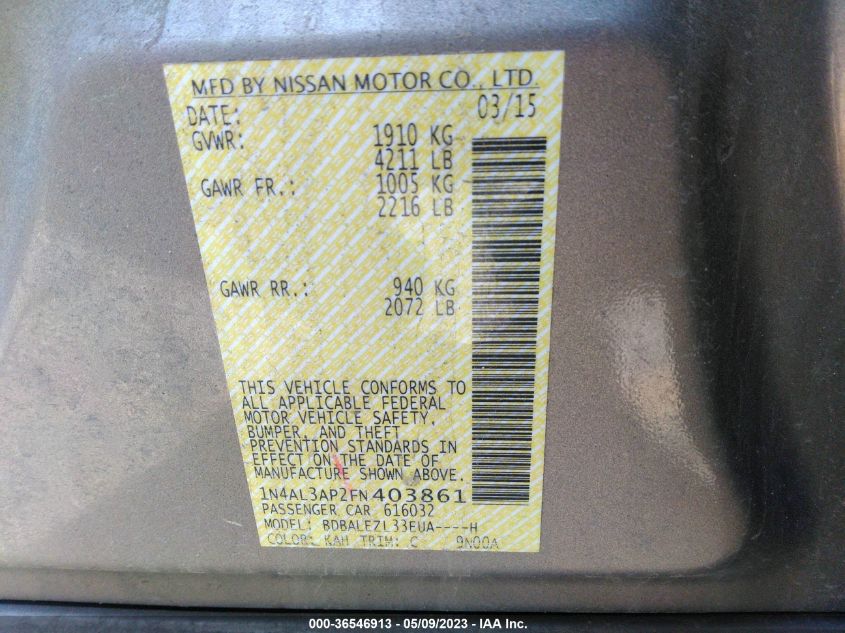 MFD BY NISSAN MOTOR CO., LTD.
DATE: 03/15
GVWR: 1910 KG
4211 LB
GAWR FR.: 1005 KG
2216 LB
GAWR RR.: 940 KG
2072 LB
THIS VEHICLE CONFORMS TO
ALL APPLICABLE FEDERAL
MOTOR VEHICLE SAFETY,
BUMPER, AND THEFT
PREVENTION STANDARDS IN
EFFECT ON THE DATE OF
MANUFACTURE SHOWN ABOVE.
1N4AL3AP2FN403861
PASSENGER CAR 616032
MODEL: BDBALEZL33EUA----H
COLOR: KAH TRIM: C 9N00A
000-36546913 - 05/09/2023 - IAA Inc.